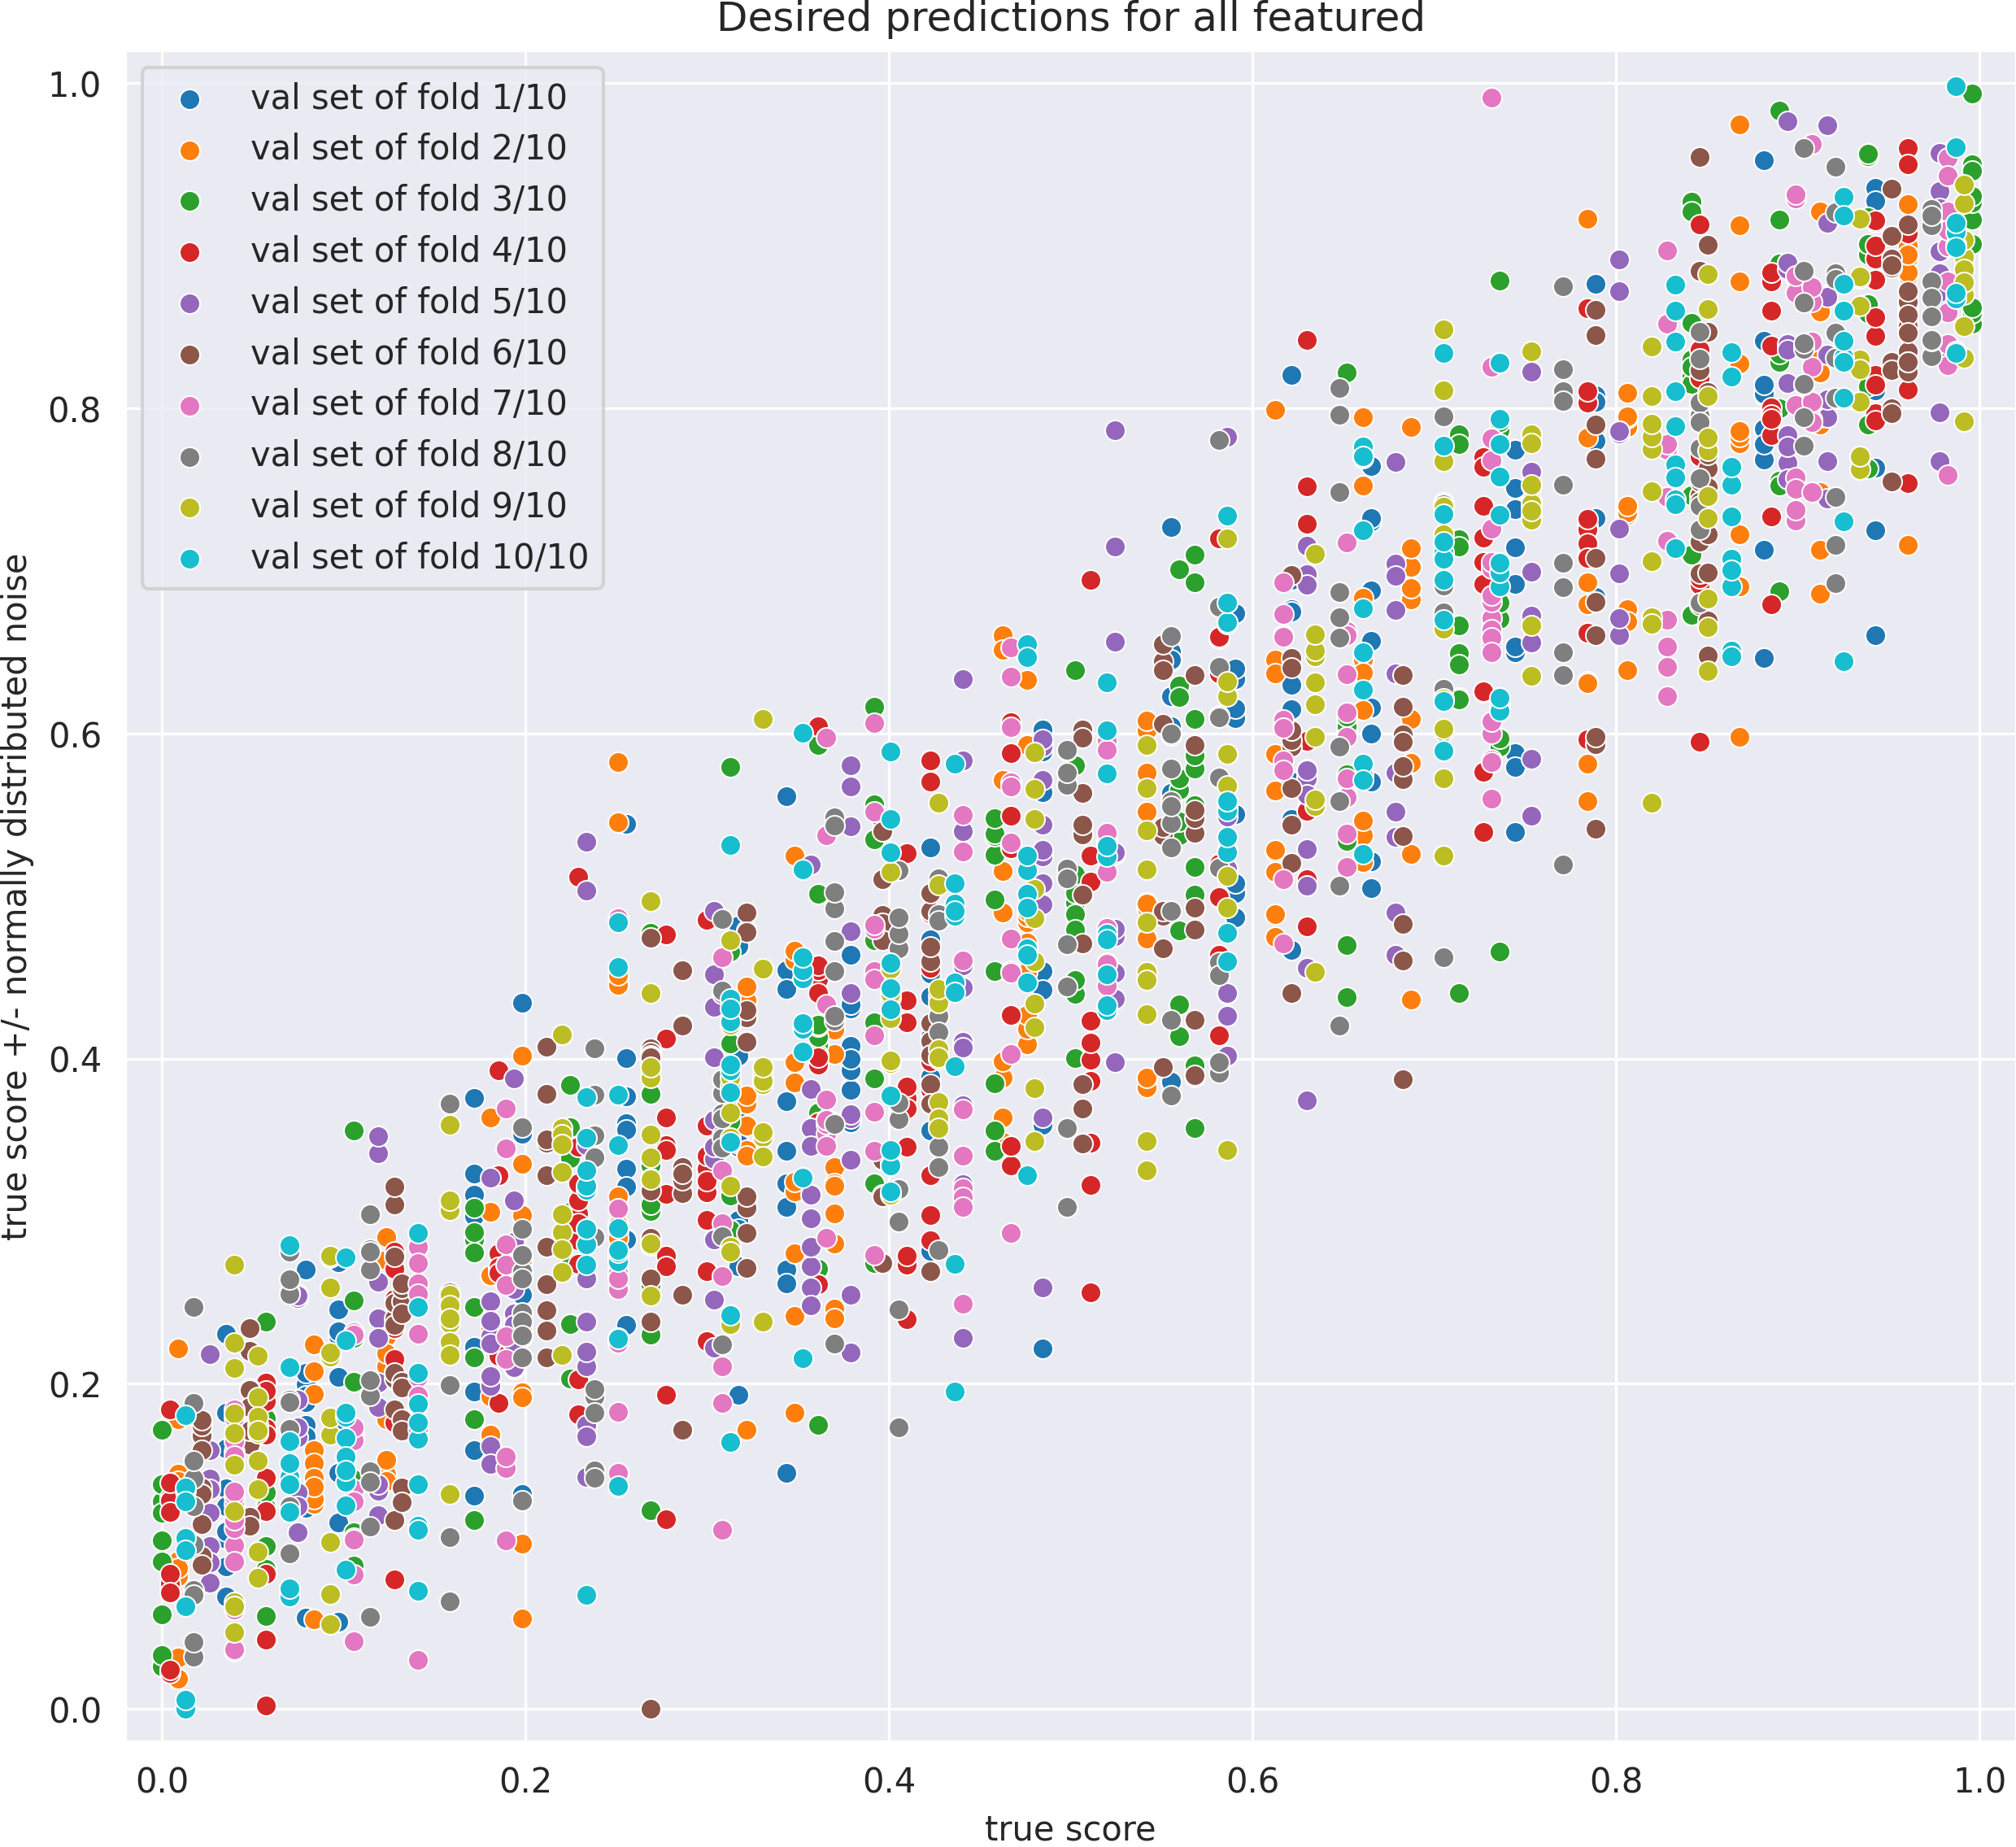 Desired predictions for all featured
true score +/- normally distributed noise
1.0
0.8
0.6
0.4
0.2
0.0
val set of fold 1/10
val set of fold 2/10
val set of fold 3/10
val set of fold 4/10
val set of fold 5/10
val set of fold 6/10
val set of fold 7/10
val set of fold 8/10
val set of fold 9/10
val set of fold 10/10
0.0 0.2 0.4 0.6 0.8 1.0
true score